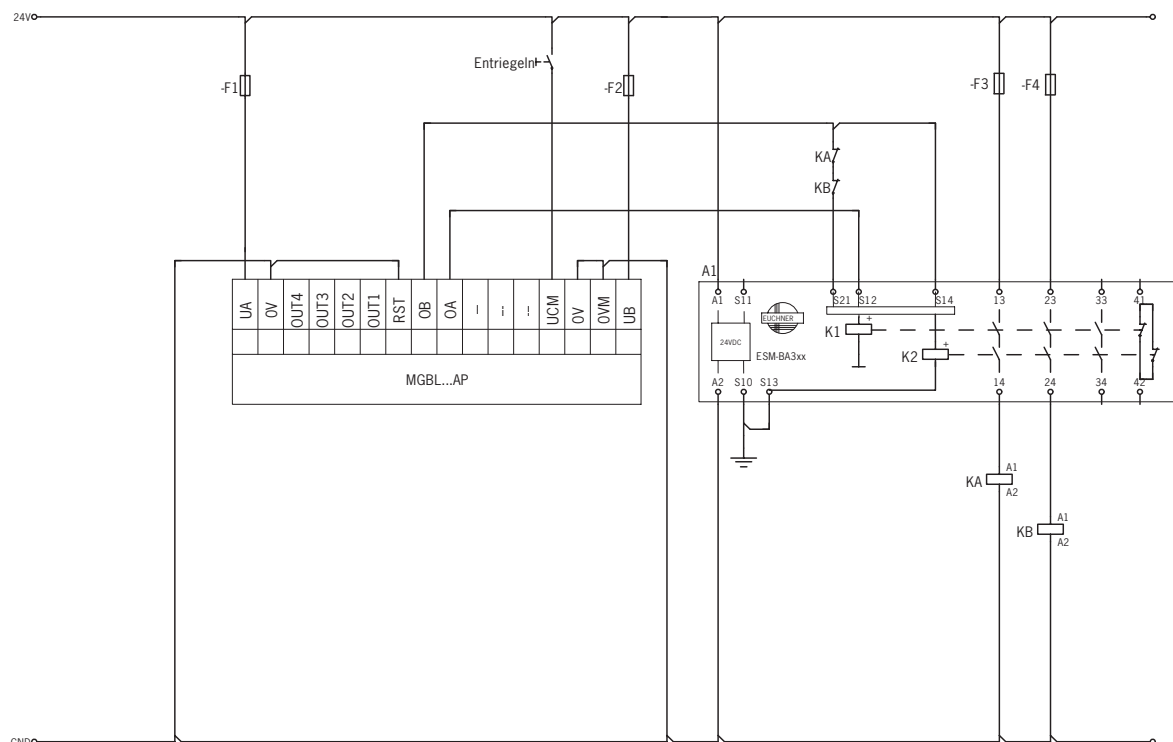 24V
Entriegeln
-F1
-F2
-F3
-F4
KA
KB
A1
UA
0V
OUT4
OUT3
OUT2
OUT1
RST
OB
OA
UCM
0V
0VM
UB
MGBL...AP
A1
S11
S21
S12
S14
13
23
33
41
EUCHNER
24VDC
ESM-BA3xx
K1
+
K2
+
A2
S10
S13
14
24
34
42
KA
A1
A2
KB
A1
A2
GND